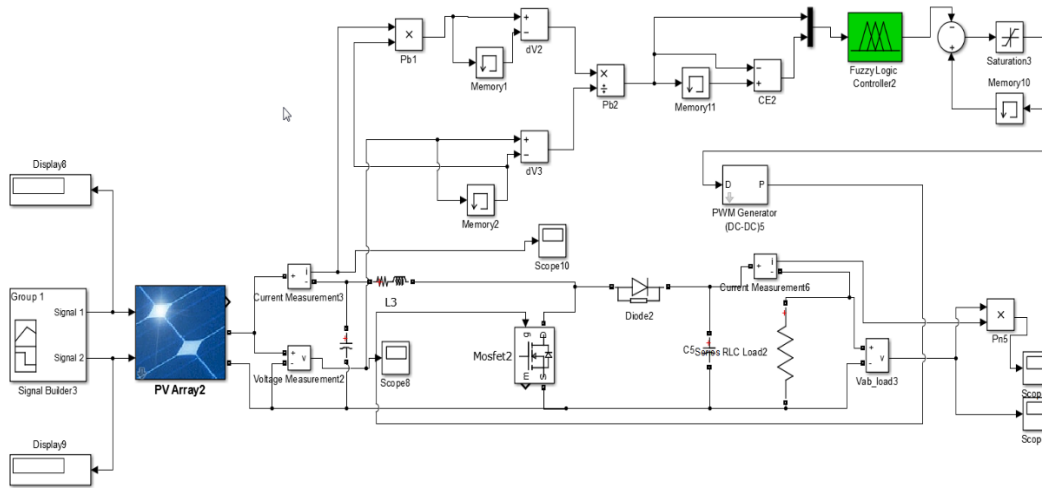 Pb1
+
−
dV2
Memory1
×
÷
Pb2
Memory11
−
+
CE2
Fuzzy Logic
Controller2
−
+
Saturation3
Memory10
+
−
dV3
Memory2
D
P
PWM Generator
(DC-DC)5
Display8
Scope10
Group 1
Signal 1
Signal 2
Signal Builder3
PV Array2
+
−
i
Current Measurement3
L3
+
−
v
Voltage Measurement2
Scope8
Mosfet2
g
D
m
S
Diode2
+
−
i
Current Measurement6
C5
Series RLC Load2
+
−
v
Vab_load3
×
Pn5
Scop
Scop
Display9